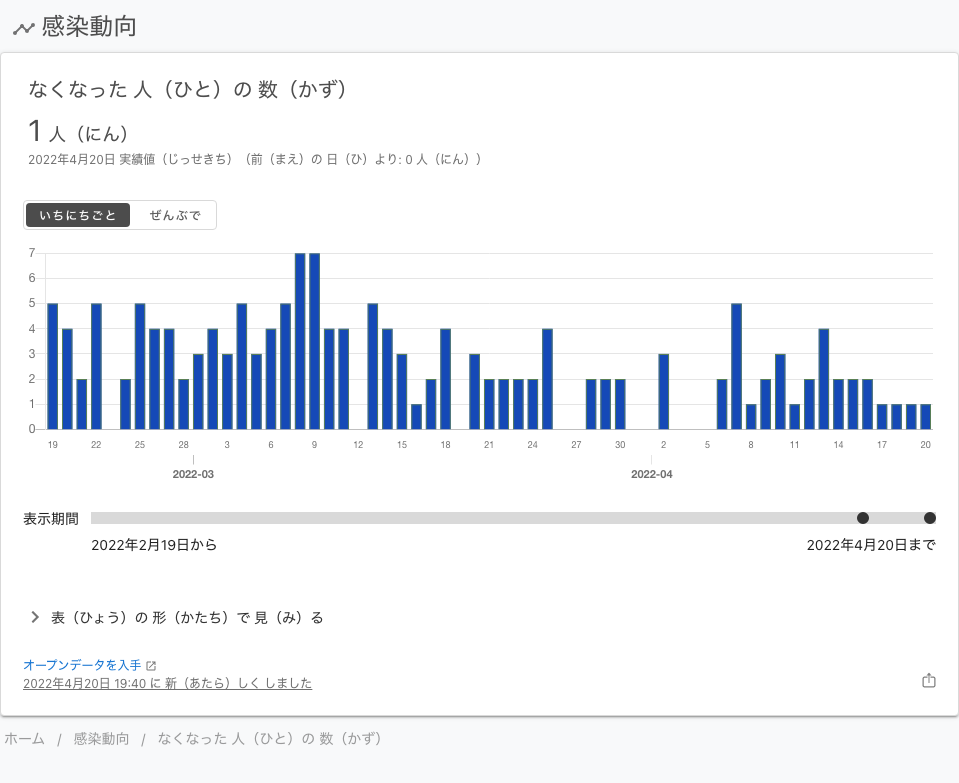 感染動向
なくなった 人（ひと）の 数（かず）
1 人（にん）
2022年4月20日 実績値（じっせきち）（前（まえ）の 日（ひ）より: 0 人（にん））
いちにちごと ぜんぶで
7
6
5
4
3
2
1
0
19 22 25 28 3 6 9 12 15 18 21 24 27 30 2 5 8 11 14 17 20
2022-03 2022-04
表示期間
2022年2月19日から 2022年4月20日まで
表（ひょう）の 形（かたち）で 見（み）る
オープンデータを入手
2022年4月20日 19:40 に 新（あたら）しく しました
ホーム / 感染動向 / なくなった 人（ひと）の 数（かず）